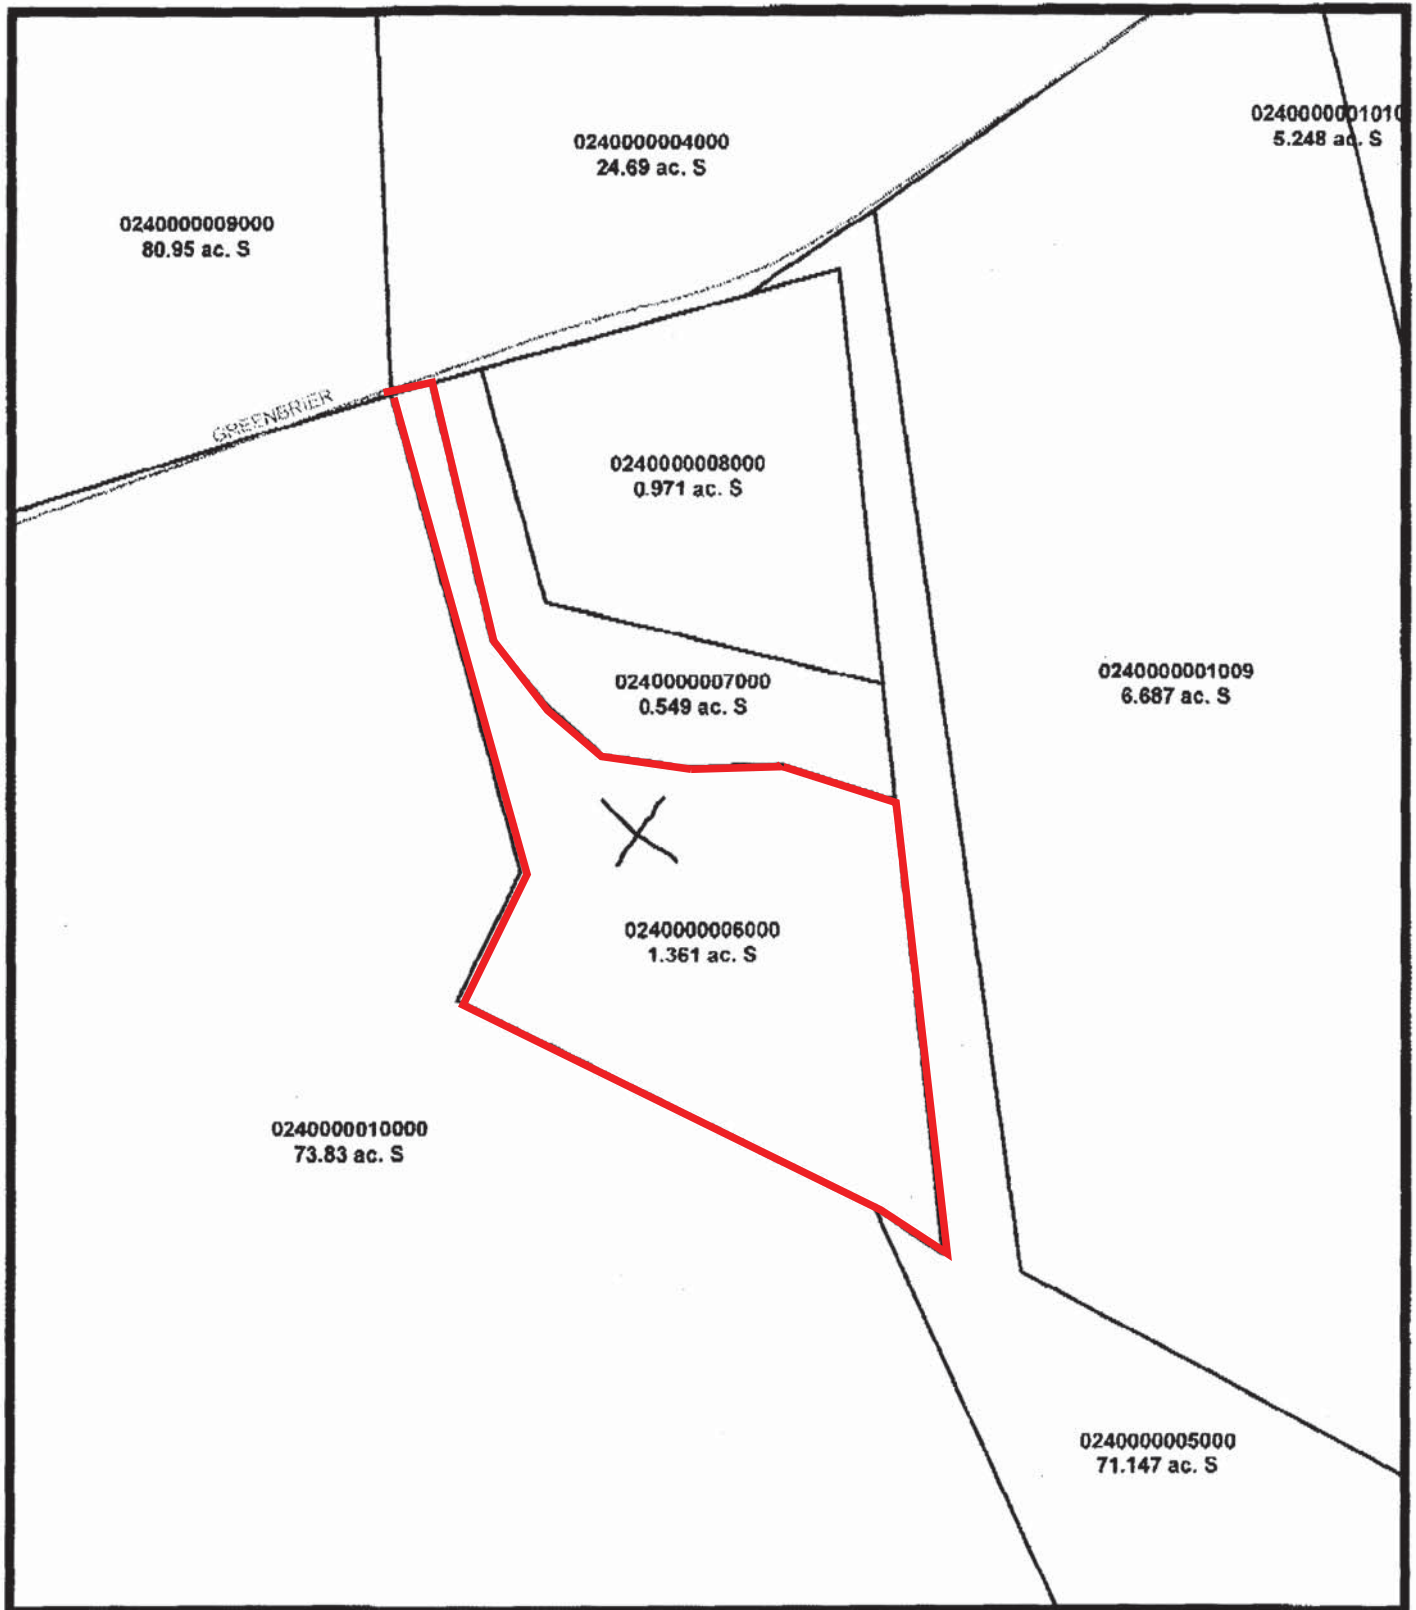 0240000004000
24.69 ac. S
0240000001010
5.248 ac. S
0240000009000
80.95 ac. S
GREENBRIER
0240000008000
0.971 ac. S
0240000007000
0.549 ac. S
0240000001009
6.687 ac. S
0240000006000
1.361 ac. S
0240000010000
73.83 ac. S
0240000005000
71.147 ac. S